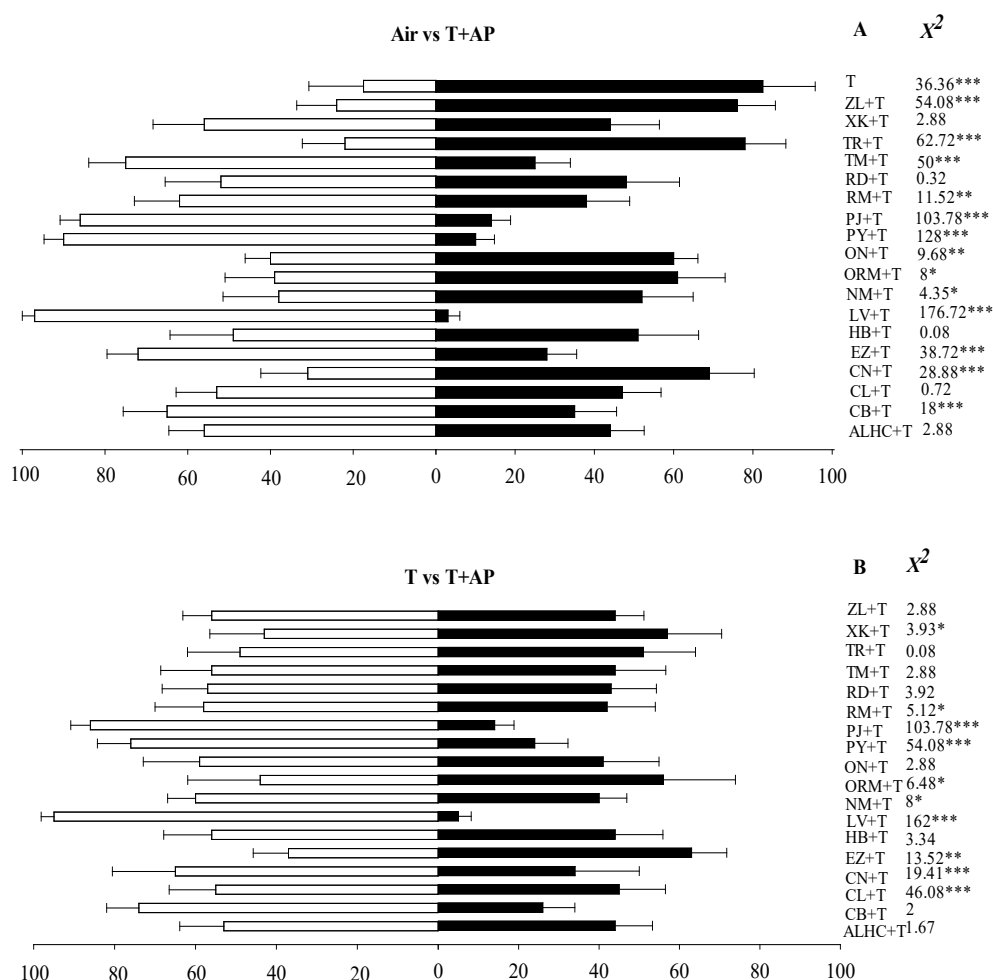 Air vs T+AP A X²
T 36.36***
ZL+T 54.08***
XK+T 2.88
TR+T 62.72***
TM+T 50***
RD+T 0.32
RM+T 11.52**
PJ+T 103.78***
PY+T 128***
ON+T 9.68**
ORM+T 8*
NM+T 4.35*
LV+T 176.72***
HB+T 0.08
EZ+T 38.72***
CN+T 28.88***
CL+T 0.72
CB+T 18***
ALHC+T 2.88
100 80 60 40 20 0 20 40 60 80 100
T vs T+AP B X²
ZL+T 2.88
XK+T 3.93*
TR+T 0.08
TM+T 2.88
RD+T 3.92
RM+T 5.12*
PJ+T 103.78***
PY+T 54.08***
ON+T 2.88
ORM+T 6.48*
NM+T 8*
LV+T 162***
HB+T 3.34
EZ+T 13.52**
CN+T 19.41***
CL+T 46.08***
CB+T 2
ALHC+T 1.67
100 80 60 40 20 0 20 40 60 80 100